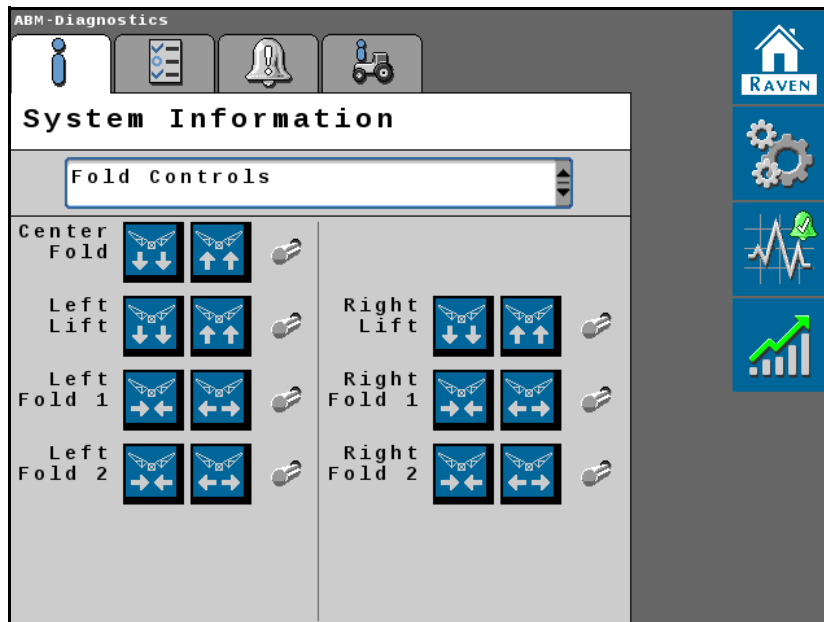 ABM-Diagnostics
RAVEN
System Information
Fold Controls
Center
Fold
Left
Lift
Right
Lift
Left
Fold 1
Right
Fold 1
Left
Fold 2
Right
Fold 2